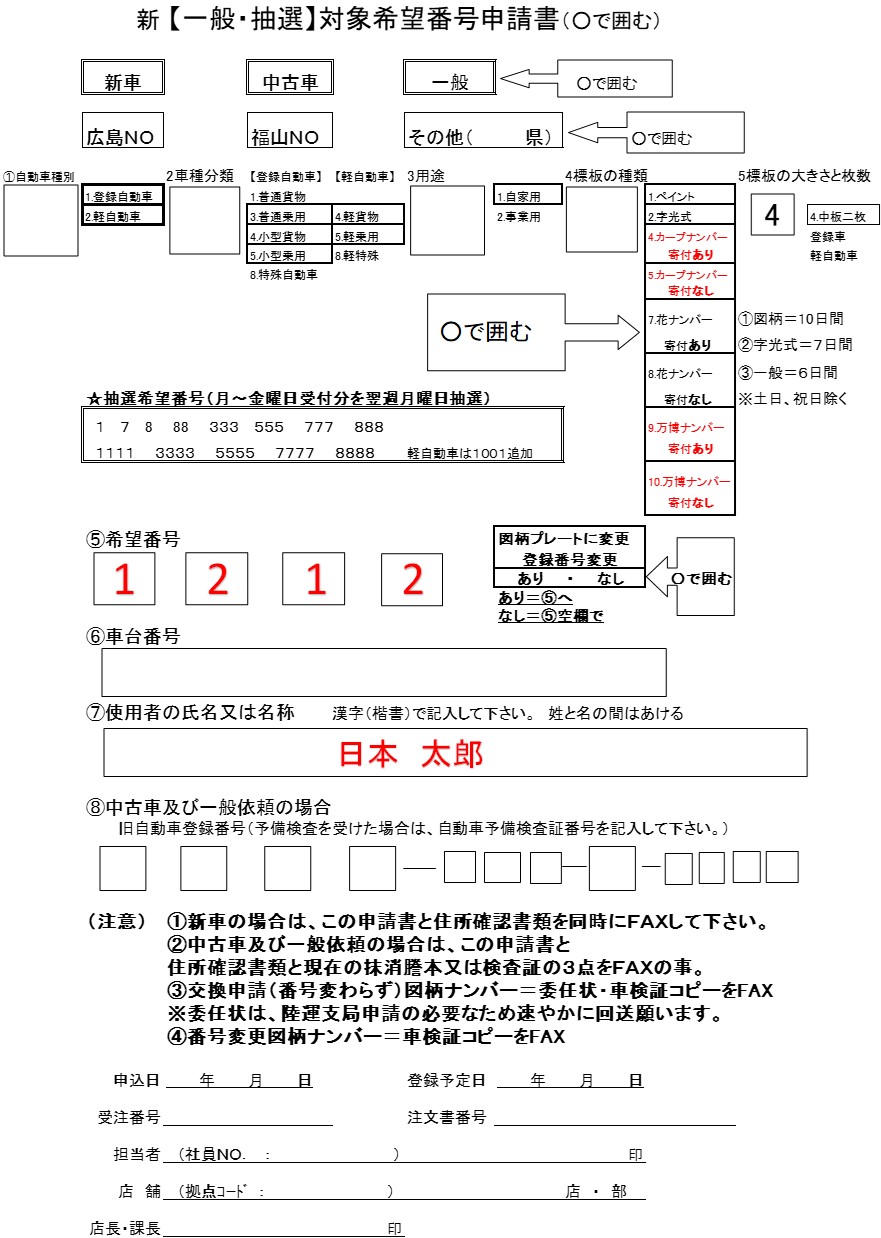 新【一般・抽選】対象希望番号申請書(〇で囲む)
新車 中古車 一般 〇で囲む
広島NO 福山NO その他( 県) 〇で囲む
①自動車種別 2車種分類 【登録自動車】 【軽自動車】 3用途 4標板の種類 5標板の大きさと枚数
1.登録自動車 1.普通貨物 1.自家用 1.ペイント
2.軽自動車 3.普通乗用 4.軽貨物 2.事業用 2.字光式 4 4.中板二枚
4.小型貨物 5.軽乗用 4.カープナンバー 登録車
5.小型乗用 8.軽特殊 寄付あり 軽自動車
8.特殊自動車 5.カープナンバー
寄付なし
〇で囲む 7.花ナンバー ①図柄=10日間
寄付あり ②字光式=7日間
8.花ナンバー ③一般=6日間
寄付なし ※土日、祝日除く
★抽選希望番号(月~金曜日受付分を翌週月曜日抽選)
1 7 8 88 333 555 777 888 9.万博ナンバー
寄付あり
1111 3333 5555 7777 8888 軽自動車は1001追加
10.万博ナンバー
寄付なし
⑤希望番号 図柄プレートに変更
登録番号変更
1 2 1 2 あり ・ なし 〇で囲む
あり=⑤へ
なし=⑤空欄で
⑥車台番号
⑦使用者の氏名又は名称 漢字(楷書)で記入して下さい。 姓と名の間はあける
日本 太郎
⑧中古車及び一般依頼の場合
旧自動車登録番号(予備検査を受けた場合は、自動車予備検査証番号を記入して下さい。)
(注意) ①新車の場合は、この申請書と住所確認書類を同時にFAXして下さい。
②中古車及び一般依頼の場合は、この申請書と
住所確認書類と現在の抹消謄本又は検査証の3点をFAXの事。
③交換申請(番号変わらず)図柄ナンバー=委任状・車検証コピーをFAX
※委任状は、陸運支局申請の必要なため速やかに回送願います。
④番号変更図柄ナンバー=車検証コピーをFAX
申込日 年 月 日 登録予定日 年 月 日
受注番号 注文書番号
担当者 (社員NO. : ) 印
店 舗 (拠点コード : ) 店 ・ 部
店長・課長 印